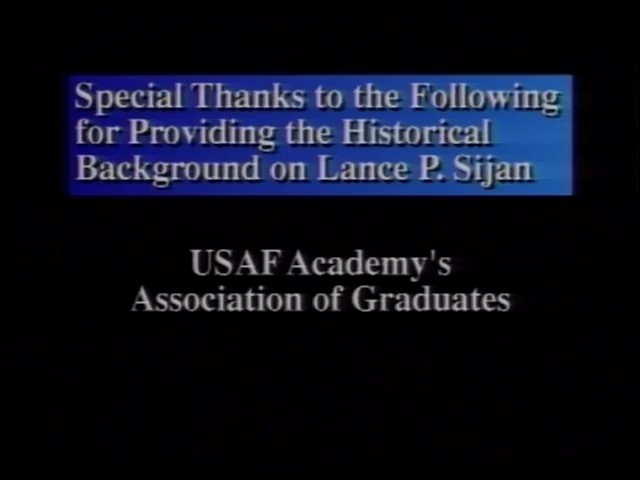 Special Thanks to the Following
for Providing the Historical
Background on Lance P. Sijan
USAF Academy's
Association of Graduates